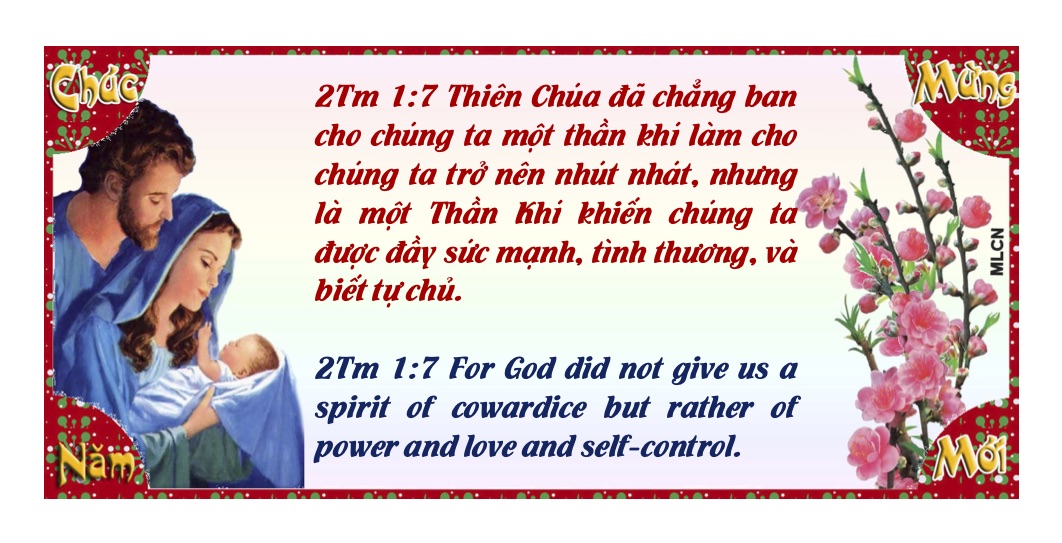 Chúc
Mừng
2Tm 1:7 Thiên Chúa đã chẳng ban
cho chúng ta một thần khí làm cho
chúng ta trở nên nhút nhát, nhưng
là một Thần Khí khiến chúng ta
được đầy sức mạnh, tình thương, và
biết tự chủ.
MLCN
2Tm 1:7 For God did not give us a
spirit of cowardice but rather of
power and love and self-control.
Năm
Mới